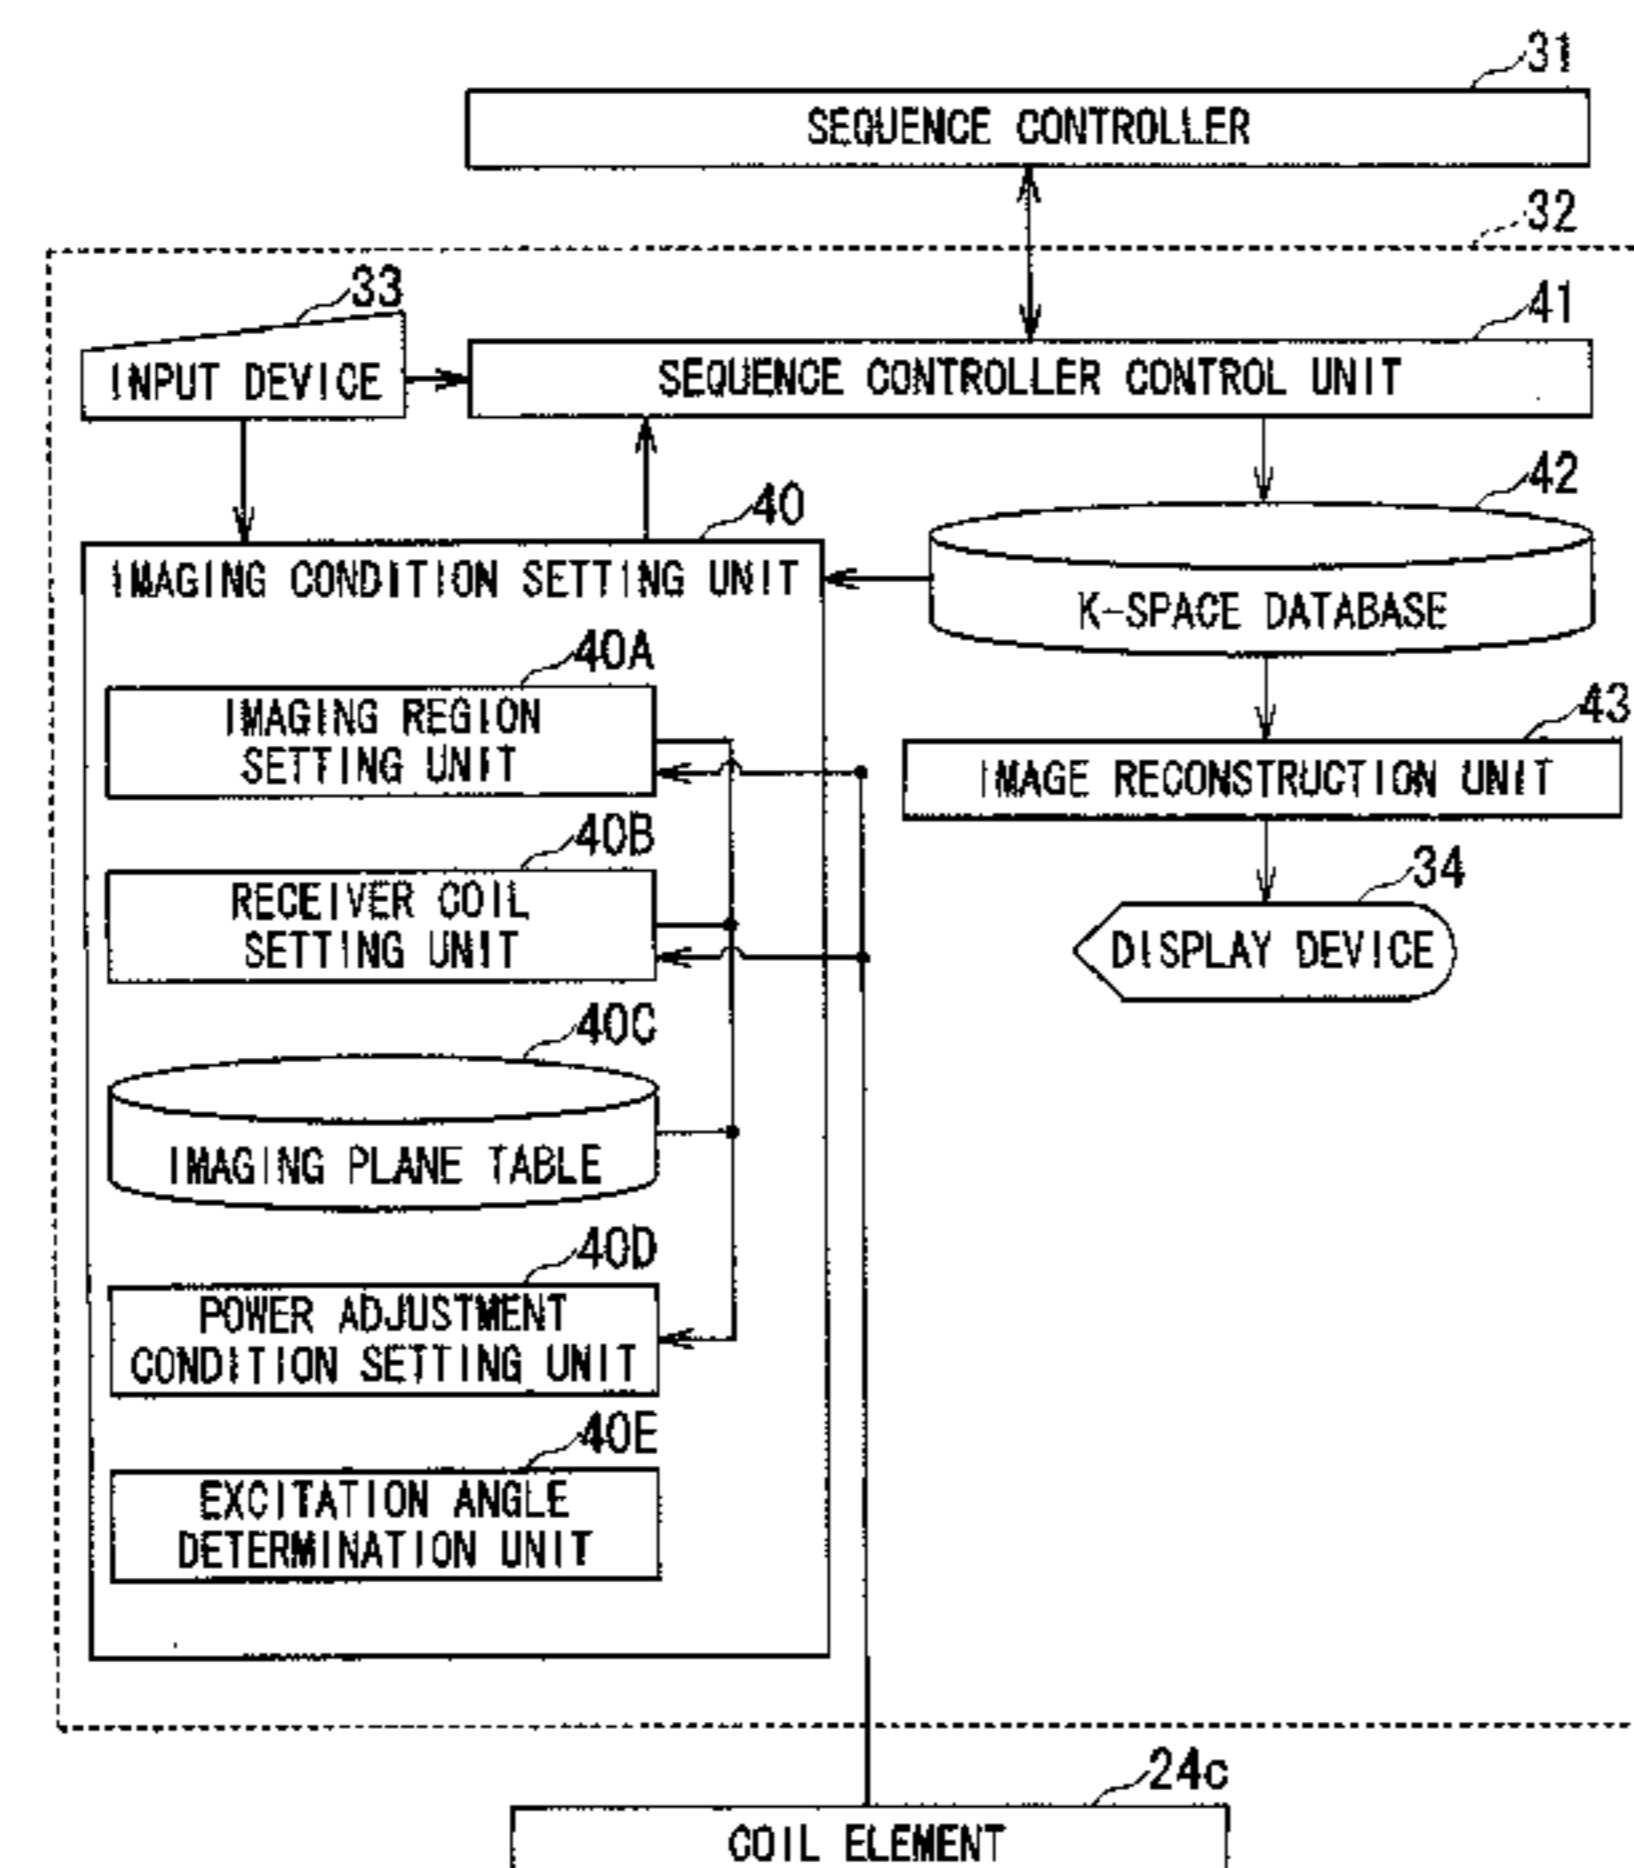 31
SEQUENCE CONTROLLER
32
33
INPUT DEVICE
41
SEQUENCE CONTROLLER CONTROL UNIT
40
IMAGING CONDITION SETTING UNIT
42
K-SPACE DATABASE
40A
IMAGING REGION
SETTING UNIT
43
IMAGE RECONSTRUCTION UNIT
40B
RECEIVER COIL
SETTING UNIT
34
DISPLAY DEVICE
40C
IMAGING PLANE TABLE
40D
POWER ADJUSTMENT
CONDITION SETTING UNIT
40E
EXCITATION ANGLE
DETERMINATION UNIT
24c
COIL ELEMENT